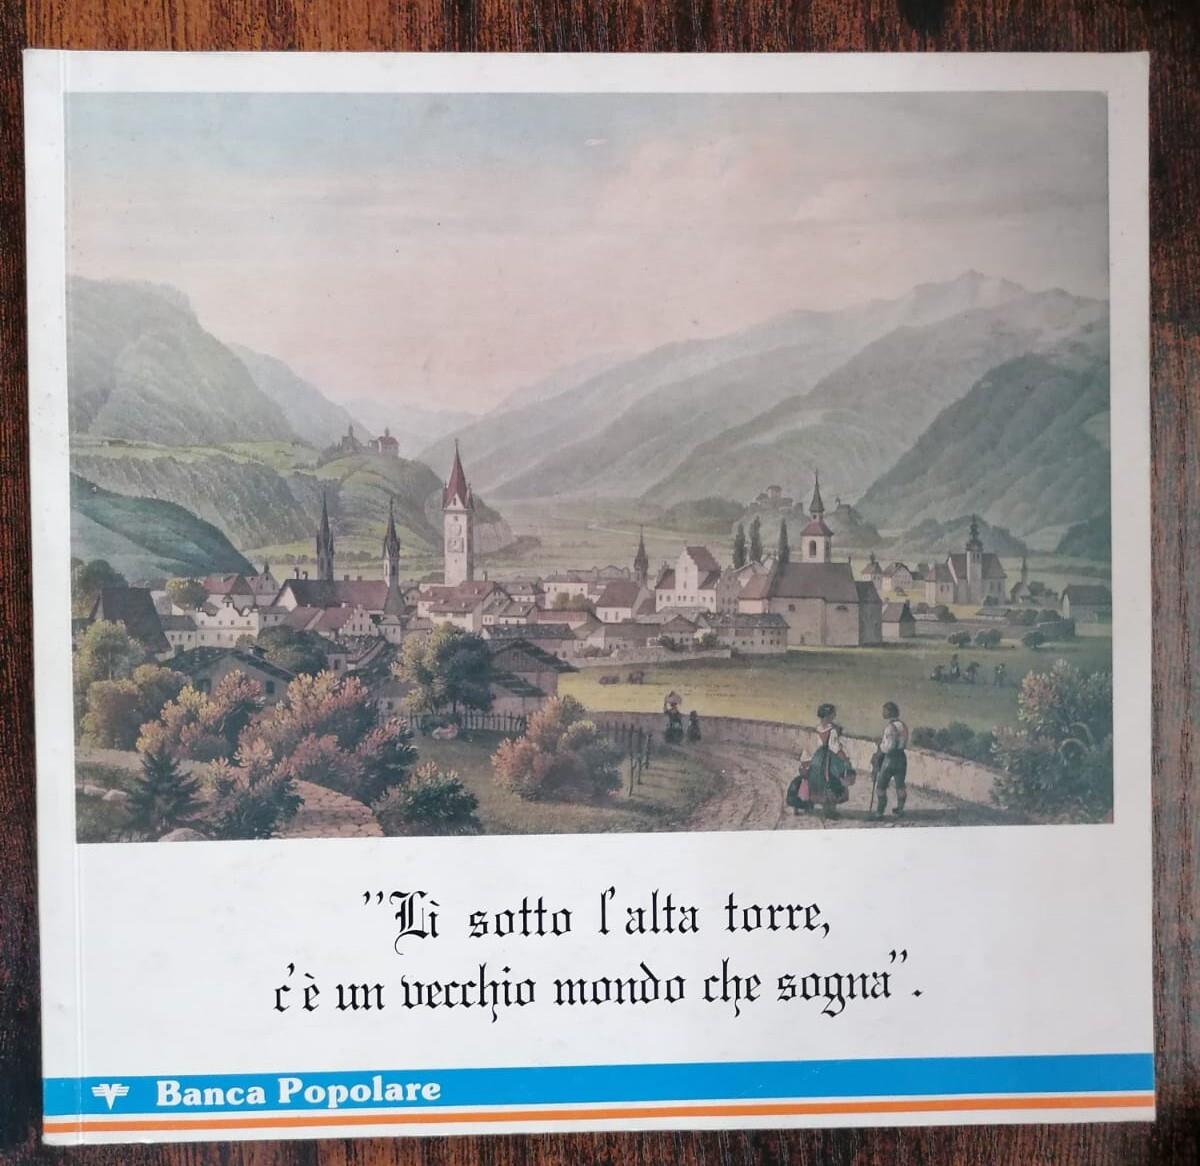 ”Lì sotto l'alta torre,
c'è un vecchio mondo che sogna”.
Banca Popolare